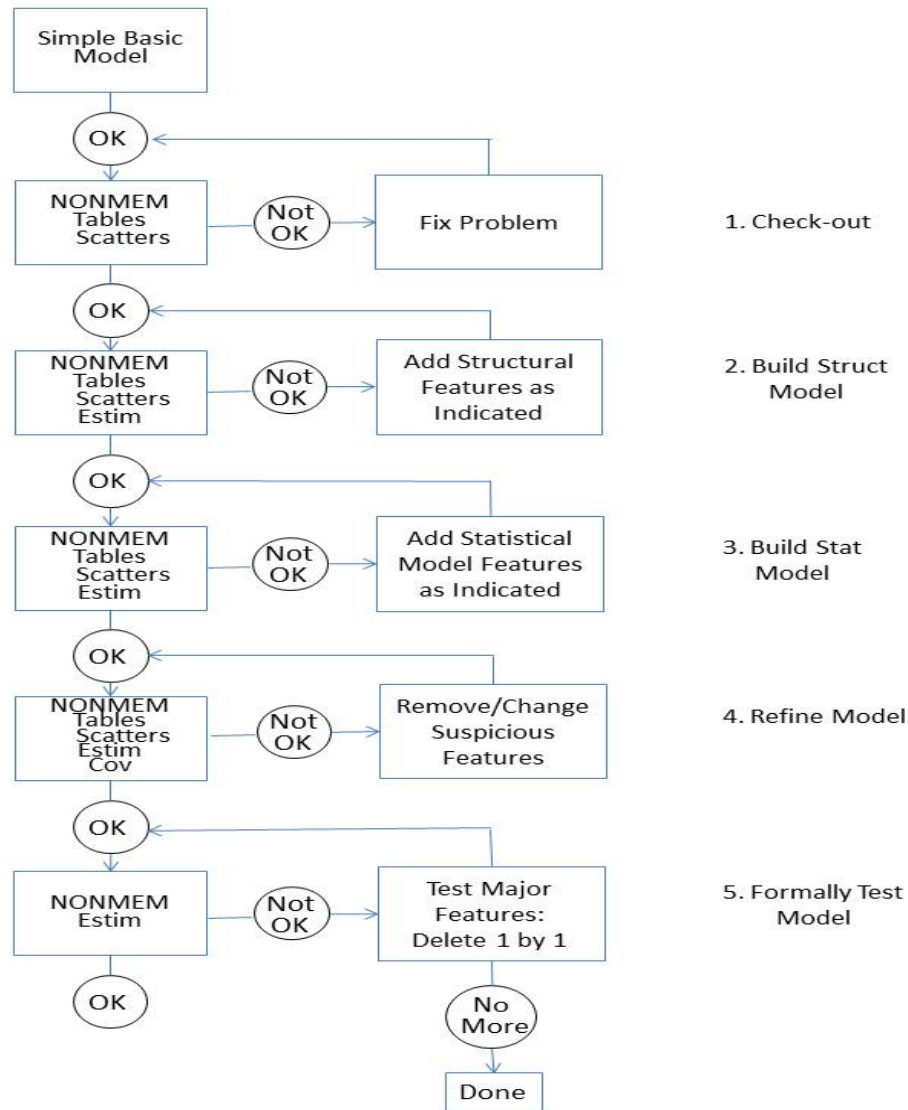 Simple Basic
Model
OK
NONMEM
Tables
Scatters
Not
OK
Fix Problem
1. Check-out
OK
NONMEM
Tables
Scatters
Estim
Not
OK
Add Structural
Features as
Indicated
2. Build Struct
Model
OK
NONMEM
Tables
Scatters
Estim
Not
OK
Add Statistical
Model Features
as Indicated
3. Build Stat
Model
OK
NONMEM
Tables
Scatters
Estim
Cov
Not
OK
Remove/Change
Suspicious
Features
4. Refine Model
OK
NONMEM
Estim
Not
OK
Test Major
Features:
Delete 1 by 1
5. Formally Test
Model
OK
No
More
Done